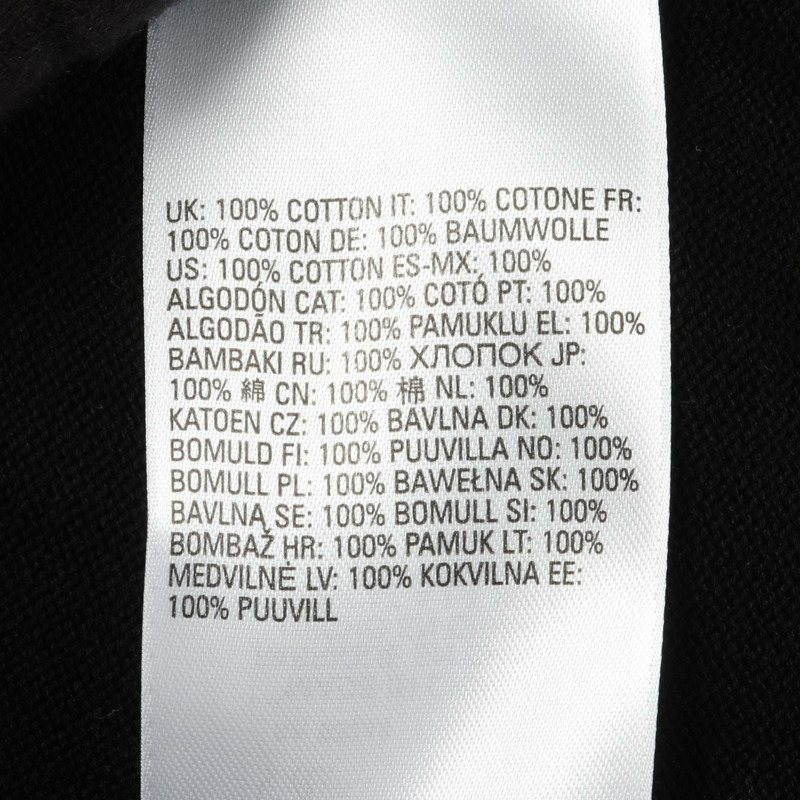 UK: 100% COTTON IT: 100% COTONE FR:
100% COTON DE: 100% BAUMWOLLE
US: 100% COTTON ES-MX: 100%
ALGODÓN CAT: 100% COTÓ PT: 100%
ALGODÃO TR: 100% PAMUKLU EL: 100%
BAMBAKI RU: 100% ХЛОПОК JP:
100% 綿 CN: 100% 棉 NL: 100%
KATOEN CZ: 100% BAVLNA DK: 100%
BOMULD FI: 100% PUUVILLA NO: 100%
BOMULL PL: 100% BAWEŁNA SK: 100%
BAVLNA SE: 100% BOMULL SI: 100%
BOMBAŽ HR: 100% PAMUK LT: 100%
MEDVILNĖ LV: 100% KOKVILNA EE:
100% PUUVILL